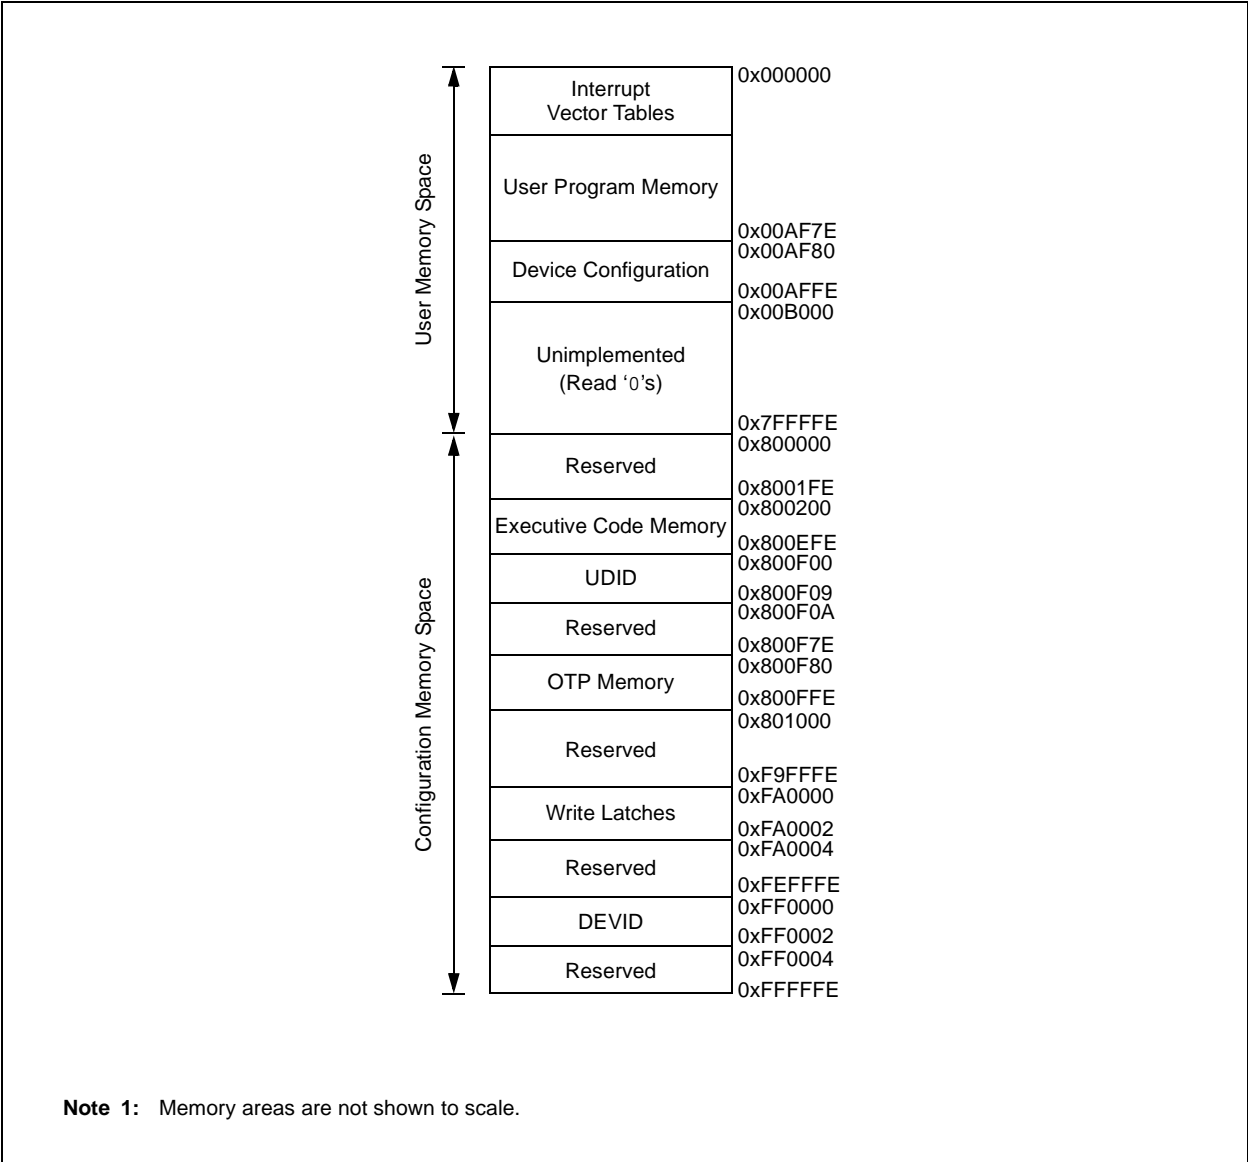 0x000000
Interrupt
Vector Tables
User Program Memory
0x00AF7E
0x00AF80
Device Configuration
0x00AFFE
0x00B000
Unimplemented
(Read ‘0’s)
0x7FFFFE
User Memory Space
0x800000
Reserved
0x8001FE
0x800200
Executive Code Memory
0x800EFE
0x800F00
UDID
0x800F09
0x800F0A
Reserved
0x800F7E
0x800F80
OTP Memory
0x800FFE
0x801000
Reserved
0xF9FFFE
0xFA0000
Write Latches
0xFA0002
0xFA0004
Reserved
0xFEFFFE
0xFF0000
DEVID
0xFF0002
0xFF0004
Reserved
0xFFFFFE
Configuration Memory Space
Note 1: Memory areas are not shown to scale.